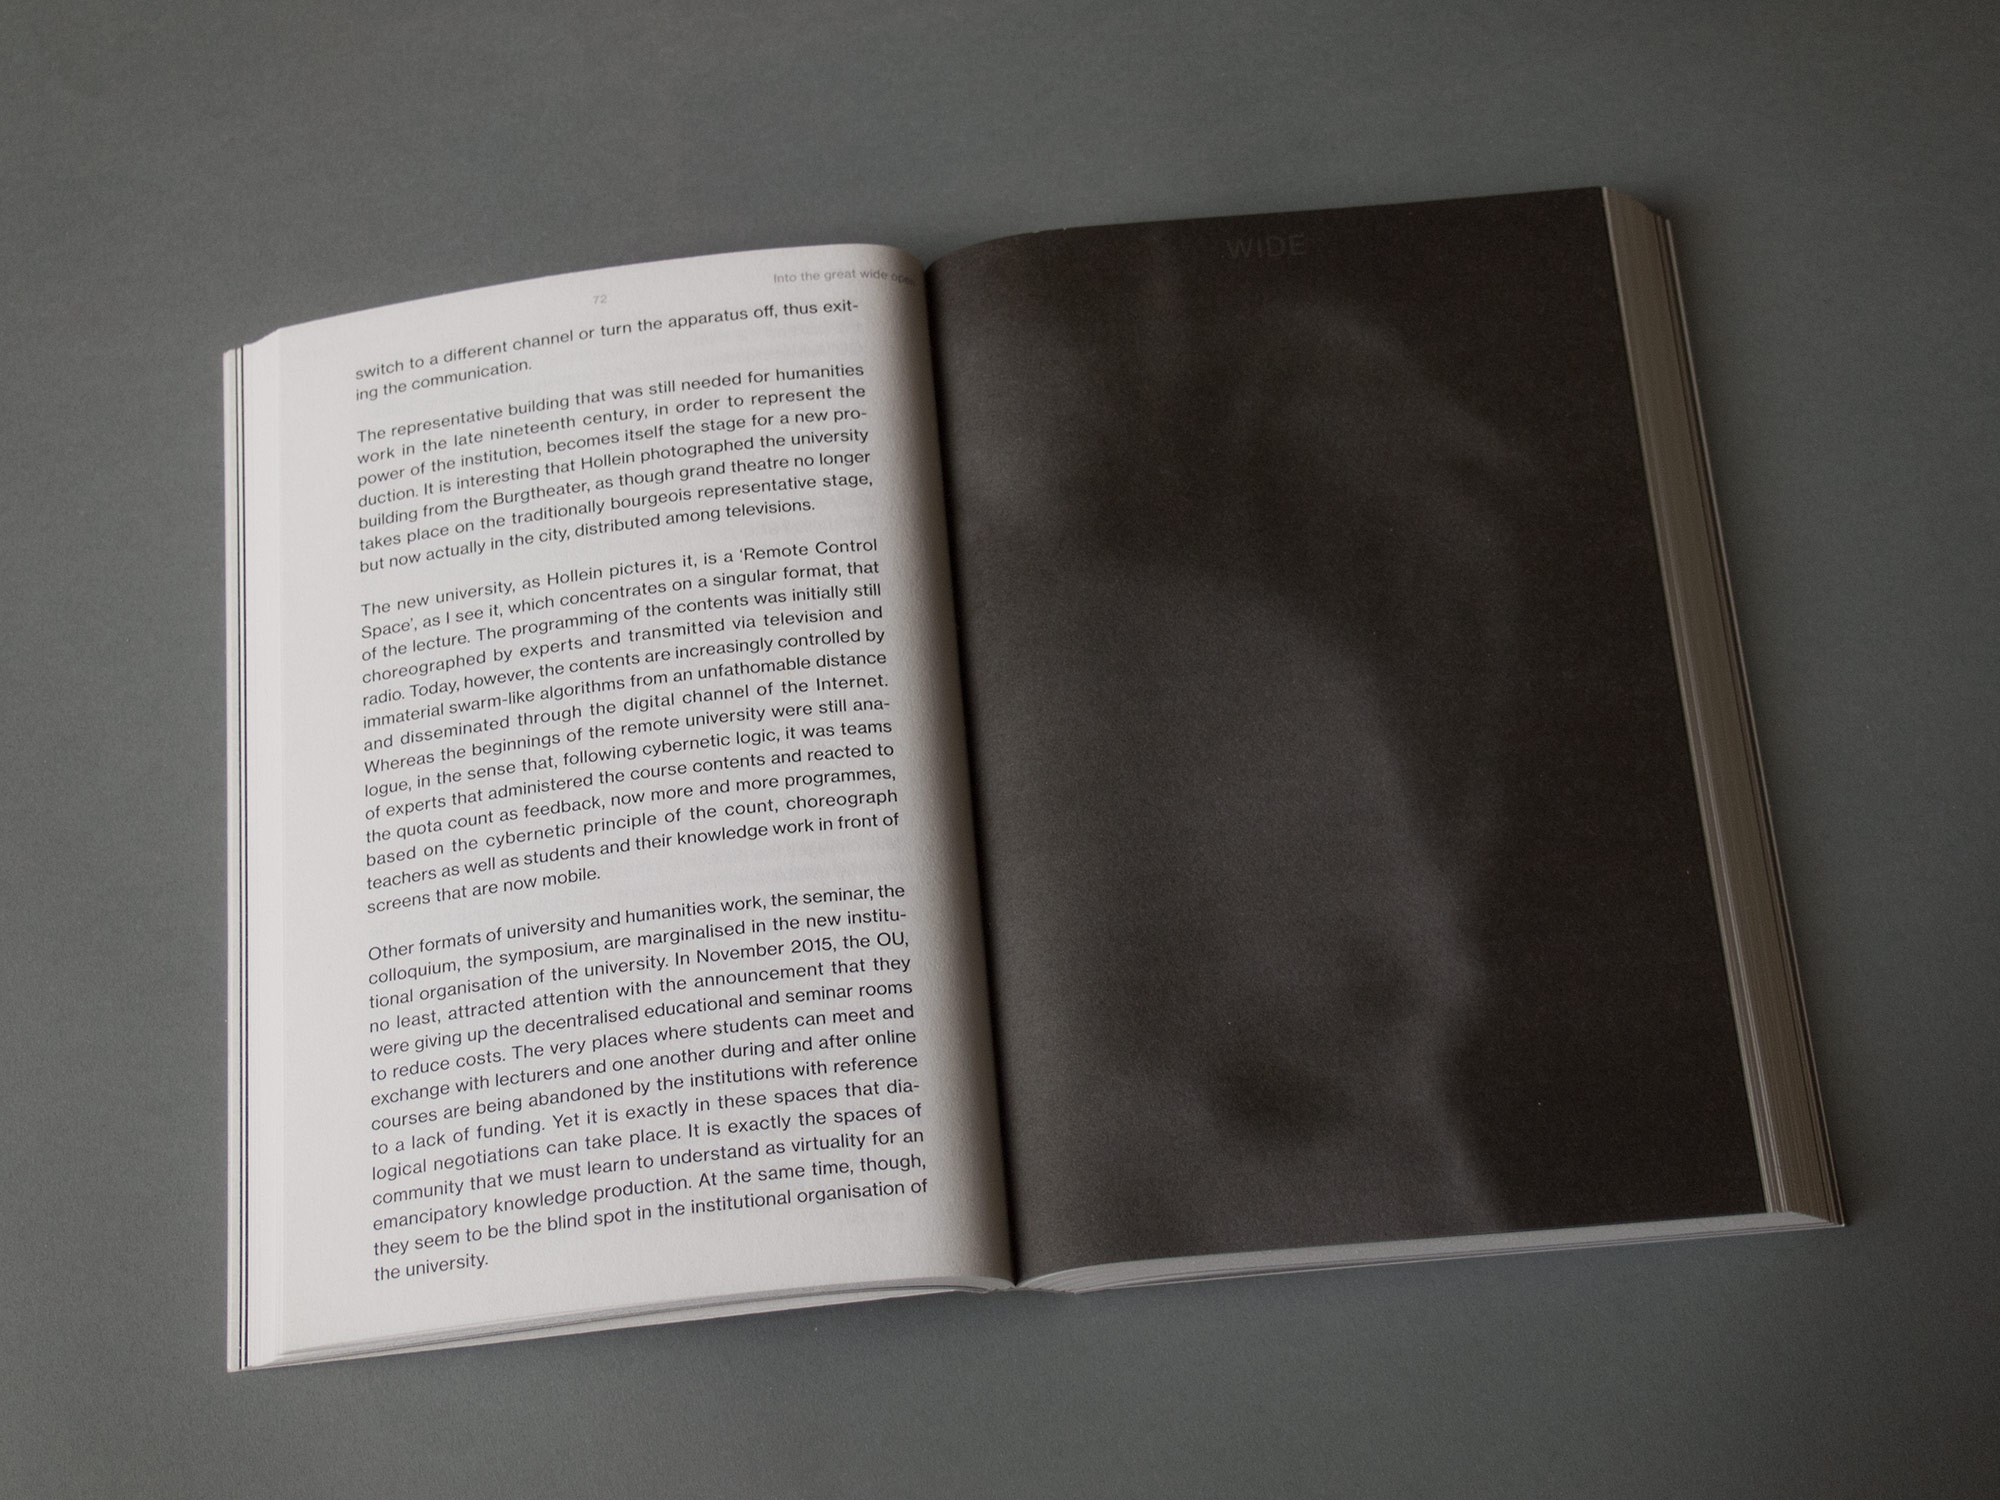 72
Into the great wide open
switch to a different channel or turn the apparatus off, thus exit-
ing the communication.
The representative building that was still needed for humanities
work in the late nineteenth century, in order to represent the
power of the institution, becomes itself the stage for a new pro-
duction. It is interesting that Hollein photographed the university
building from the Burgtheater, as though grand theatre no longer
takes place on the traditionally bourgeois representative stage,
but now actually in the city, distributed among televisions.
The new university, as Hollein pictures it, is a ‘Remote Control
Space’, as I see it, which concentrates on a singular format, that
of the lecture. The programming of the contents was initially still
choreographed by experts and transmitted via television and
radio. Today, however, the contents are increasingly controlled by
immaterial swarm-like algorithms from an unfathomable distance
and disseminated through the digital channel of the Internet.
Whereas the beginnings of the remote university were still ana-
logue, in the sense that, following cybernetic logic, it was teams
of experts that administered the course contents and reacted to
the quota count as feedback, now more and more programmes,
based on the cybernetic principle of the count, choreograph
teachers as well as students and their knowledge work in front of
screens that are now mobile.
Other formats of university and humanities work, the seminar, the
colloquium, the symposium, are marginalised in the new institu-
tional organisation of the university. In November 2015, the OU,
no least, attracted attention with the announcement that they
were giving up the decentralised educational and seminar rooms
to reduce costs. The very places where students can meet and
exchange with lecturers and one another during and after online
courses are being abandoned by the institutions with reference
to a lack of funding. Yet it is exactly in these spaces that dia-
logical negotiations can take place. It is exactly the spaces of
community that we must learn to understand as virtuality for an
emancipatory knowledge production. At the same time, though,
they seem to be the blind spot in the institutional organisation of
the university.
WIDE